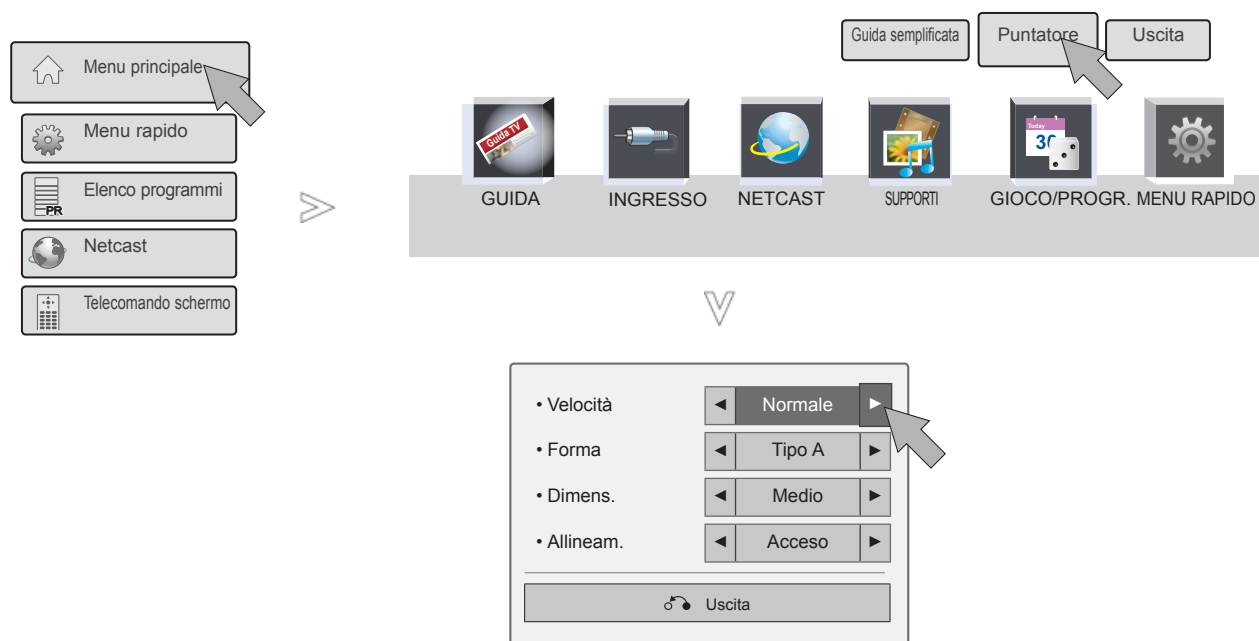 Menu principale
Menu rapido
Elenco programmi
PR
Netcast
Telecomando schermo
Guida semplificata
Puntatore
Uscita
Guida TV
Today
30
GUIDA
INGRESSO
NETCAST
SUPPORTI
GIOCO/PROGR.
MENU RAPIDO
• Velocità
◄ Normale ►
• Forma
◄ Tipo A ►
• Dimens.
◄ Medio ►
• Allineam.
◄ Acceso ►
Uscita